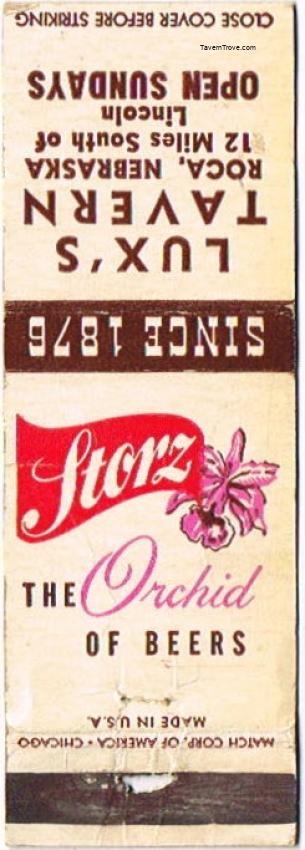 CLOSE COVER BEFORE STRIKING
TavernTrove.com
LUX'S
TAVERN
ROCA, NEBRASKA
12 Miles South of
Lincoln
OPEN SUNDAYS
SINCE 1876
Storz
THE Orchid
OF BEERS
MADE IN U.S.A.
MATCH CORP. OF AMERICA • CHICAGO